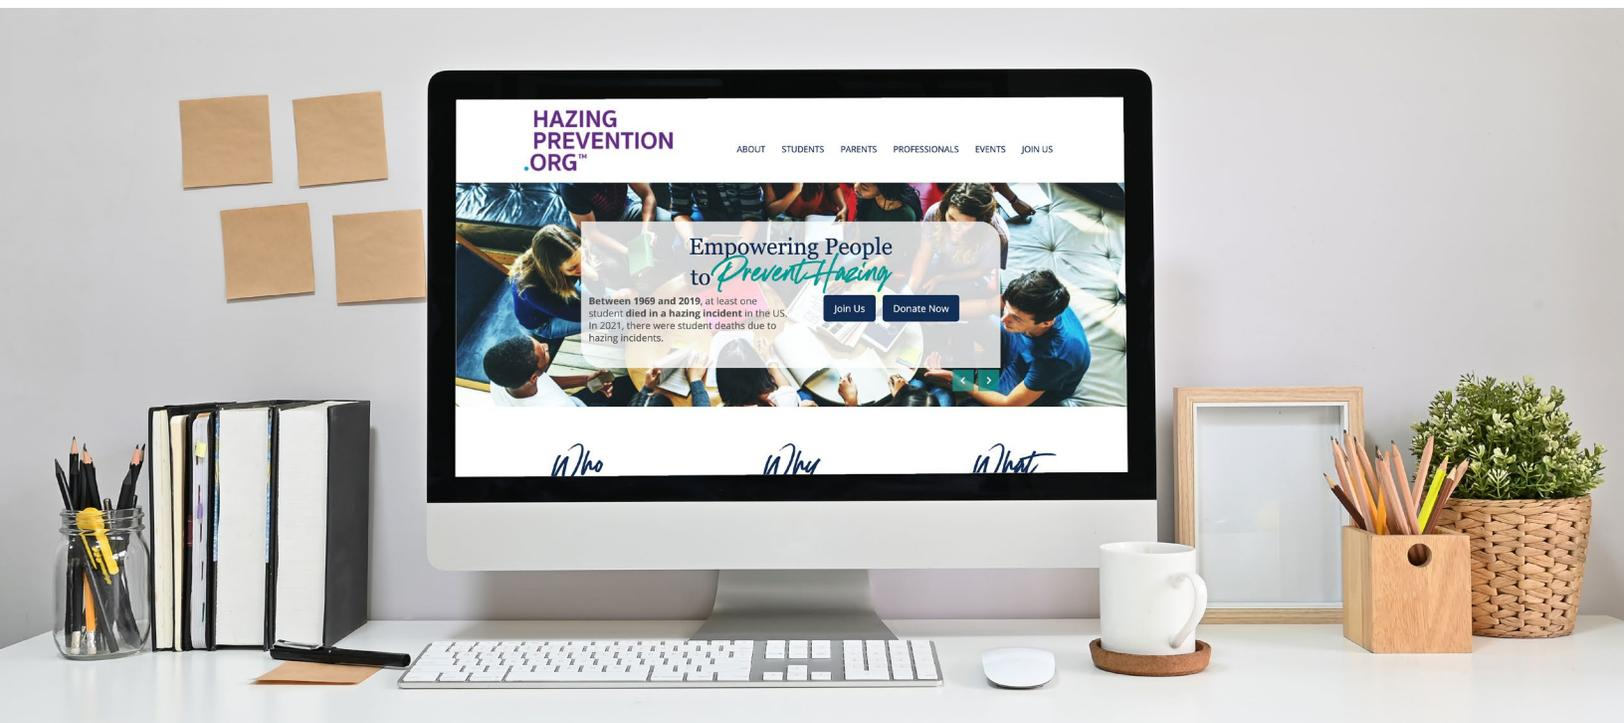 HAZING
PREVENTION
.ORG™
ABOUT STUDENTS PARENTS PROFESSIONALS EVENTS JOIN US
Empowering People
to Prevent Hazing
Between 1969 and 2019, at least one
student died in a hazing incident in the US.
In 2021, there were student deaths due to
hazing incidents.
Join Us Donate Now
Who Why What